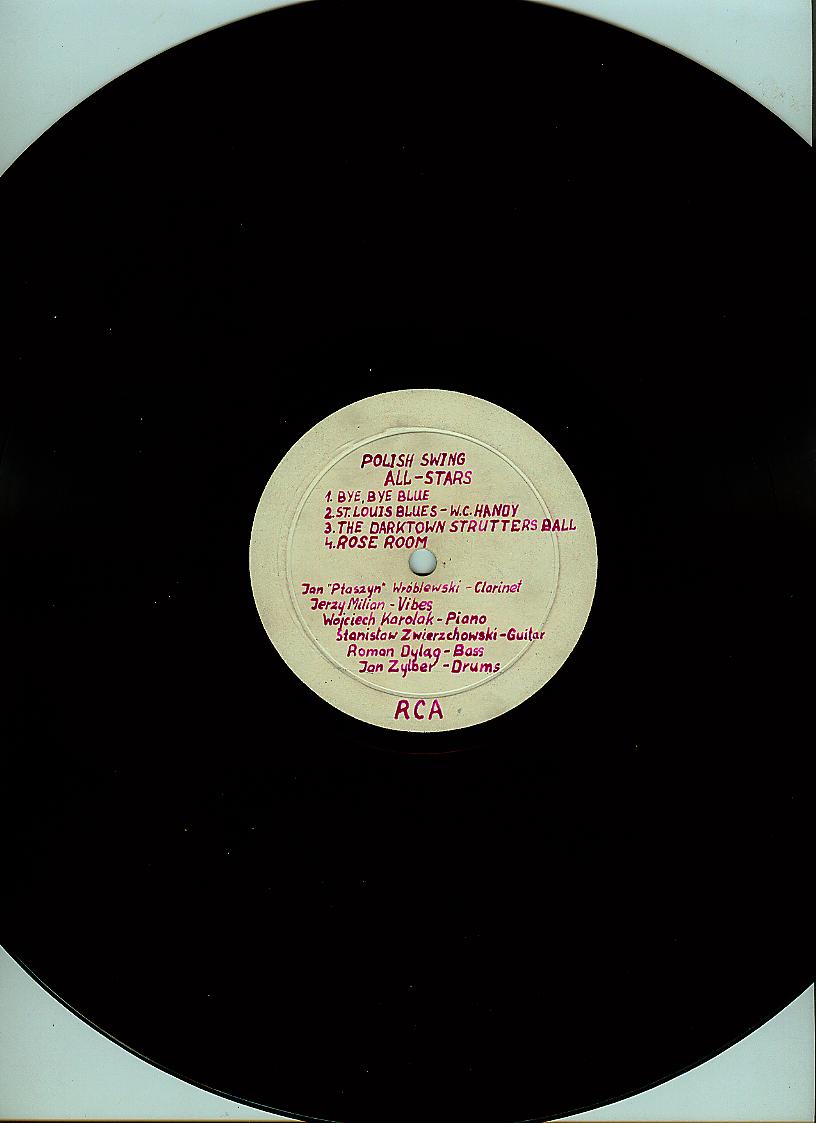 POLISH SWING
ALL-STARS
1. BYE, BYE BLUE
2. ST. LOUIS BLUES - W.C. HANDY
3. THE DARKTOWN STRUTTERS BALL
4. ROSE ROOM
Jan "Ptaszyn" Wróblewski - Clarinet
Jerzy Milian - Vibes
Wojciech Karolak - Piano
Stanisław Zwierzchowski - Guitar
Roman Dyląg - Bass
Jan Zylber - Drums
RCA